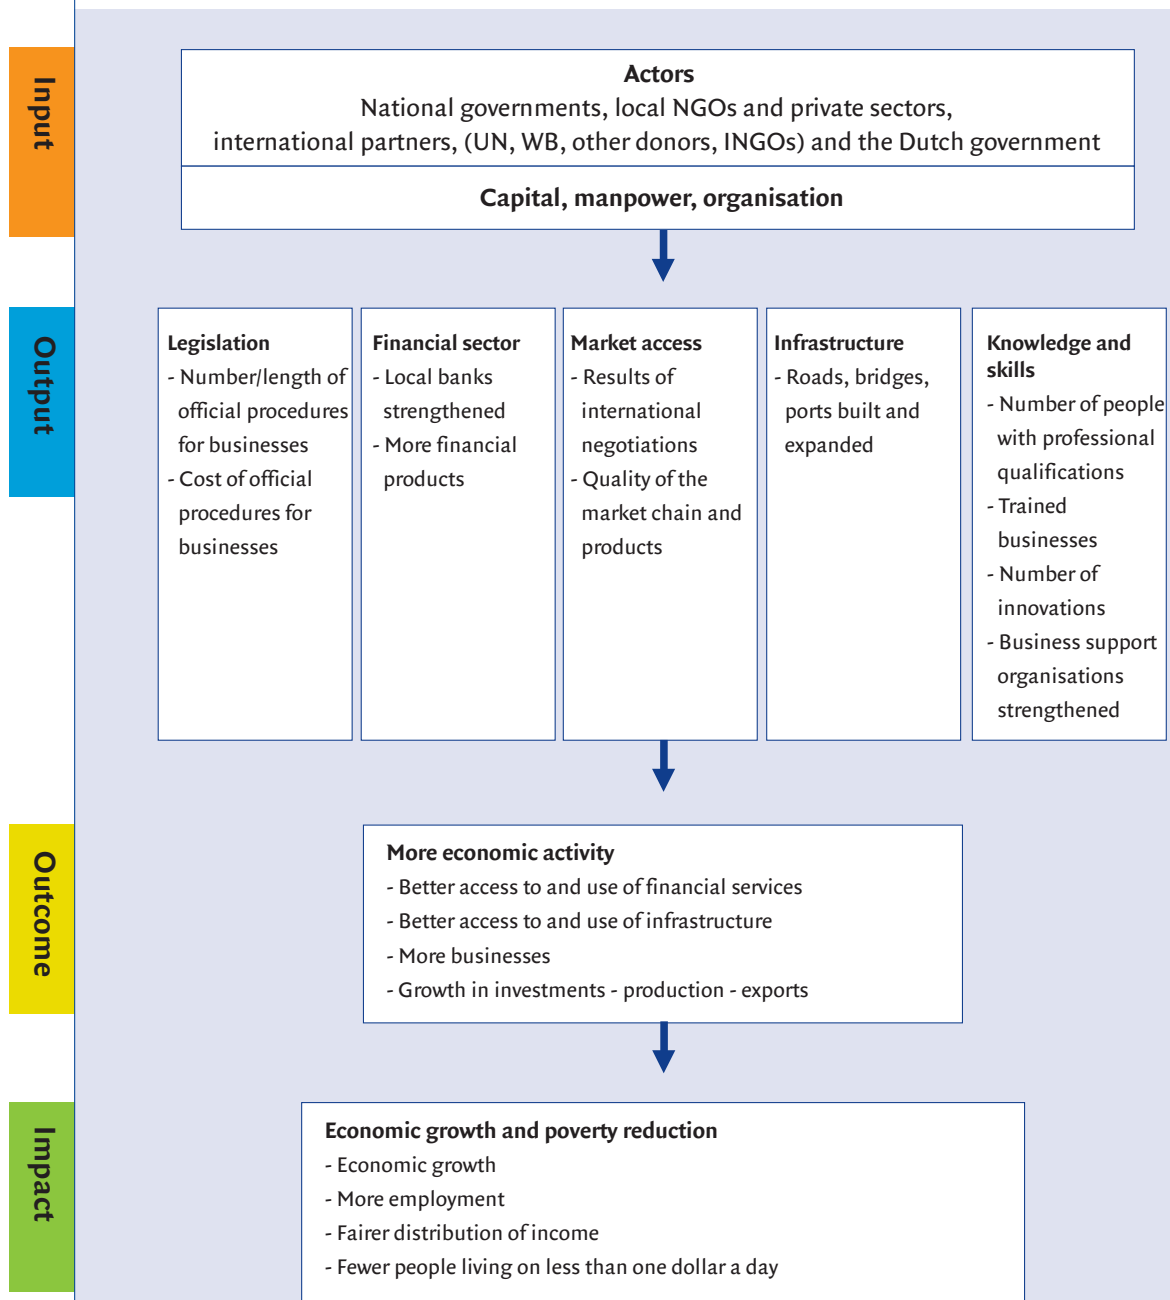 Input
Actors
National governments, local NGOs and private sectors,
international partners, (UN, WB, other donors, INGOs) and the Dutch government
Capital, manpower, organisation
Output
Legislation
- Number/length of
official procedures
for businesses
- Cost of official
procedures for
businesses
Financial sector
- Local banks
strengthened
- More financial
products
Market access
- Results of
international
negotiations
- Quality of the
market chain and
products
Infrastructure
- Roads, bridges,
ports built and
expanded
Knowledge and
skills
- Number of people
with professional
qualifications
- Trained
businesses
- Number of
innovations
- Business support
organisations
strengthened
Outcome
More economic activity
- Better access to and use of financial services
- Better access to and use of infrastructure
- More businesses
- Growth in investments - production - exports
Impact
Economic growth and poverty reduction
- Economic growth
- More employment
- Fairer distribution of income
- Fewer people living on less than one dollar a day